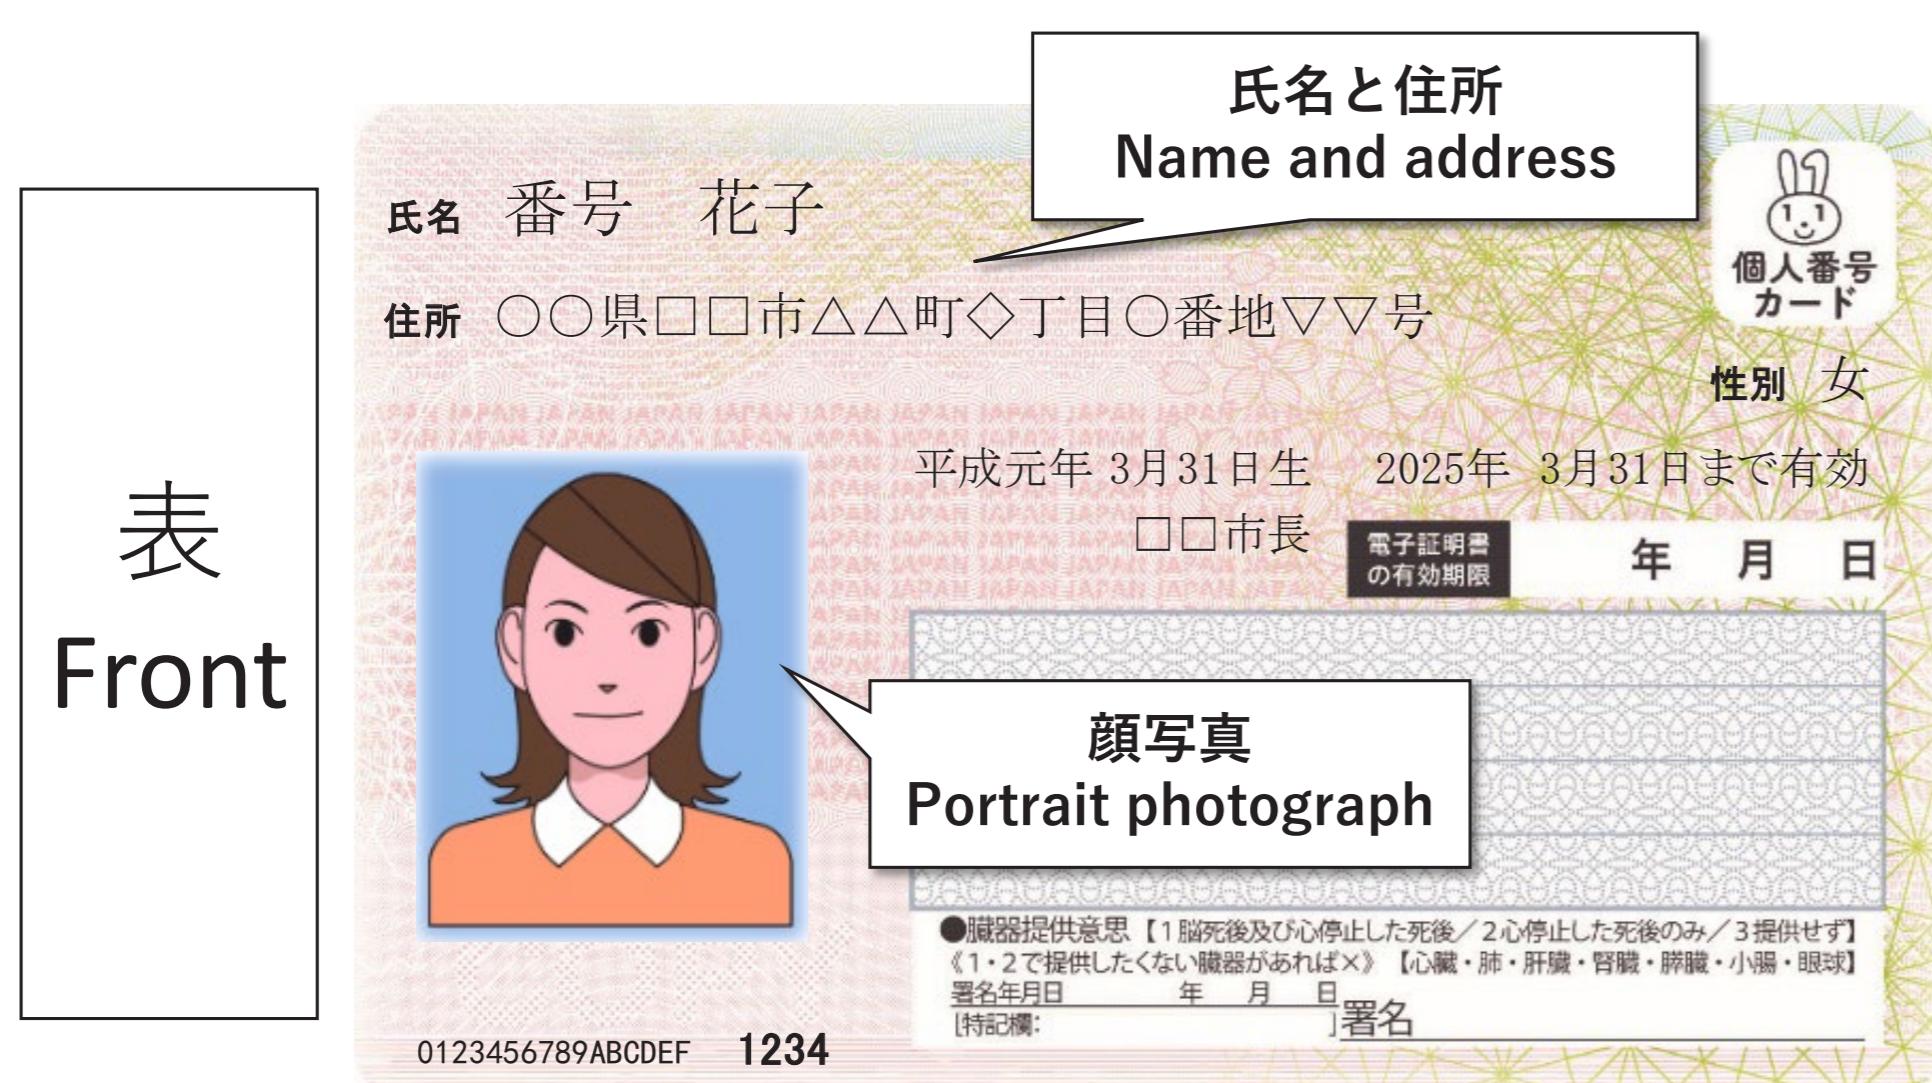 表
Front
氏名と住所
Name and address
氏名 番号 花子
個人番号
カード
住所 〇〇県□□市△△町◇丁目〇番地▽▽号
性別 女
平成元年 3月31日生 2025年 3月31日まで有効
□□市長
電子証明書
の有効期限
年 月 日
顔写真
Portrait photograph
●臓器提供意思【1脳死後及び心停止した死後／2心停止した死後のみ／3提供せず】
《1・2で提供したくない臓器があれば×》【心臓・肺・肝臓・腎臓・膵臓・小腸・眼球】
署名年月日 年 月 日
[特記欄: ]署名
0123456789ABCDEF 1234